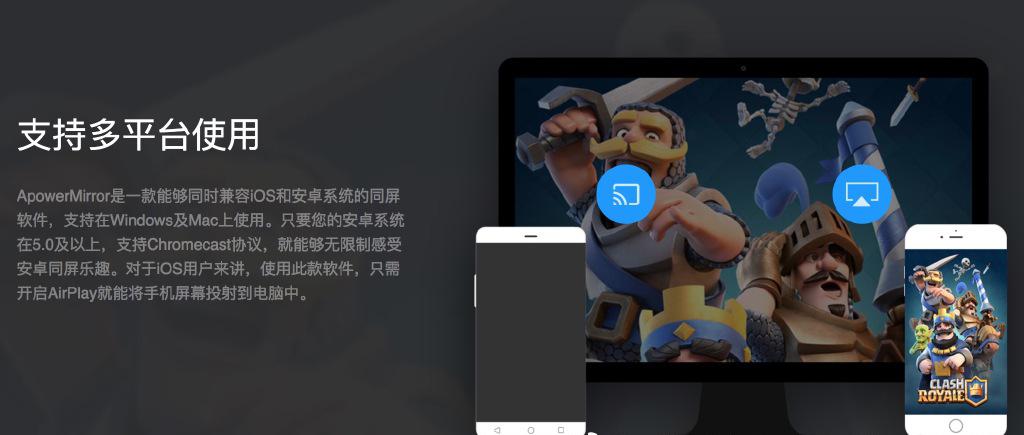 支持多平台使用
ApowerMirror是一款能够同时兼容iOS和安卓系统的同屏
软件，支持在Windows及Mac上使用。只要您的安卓系统
在5.0及以上，支持Chromecast协议，就能够无限制感受
安卓同屏乐趣。对于iOS用户来讲，使用此款软件，只需
开启AirPlay就能将手机屏幕投射到电脑中。
CLASH
ROYALE